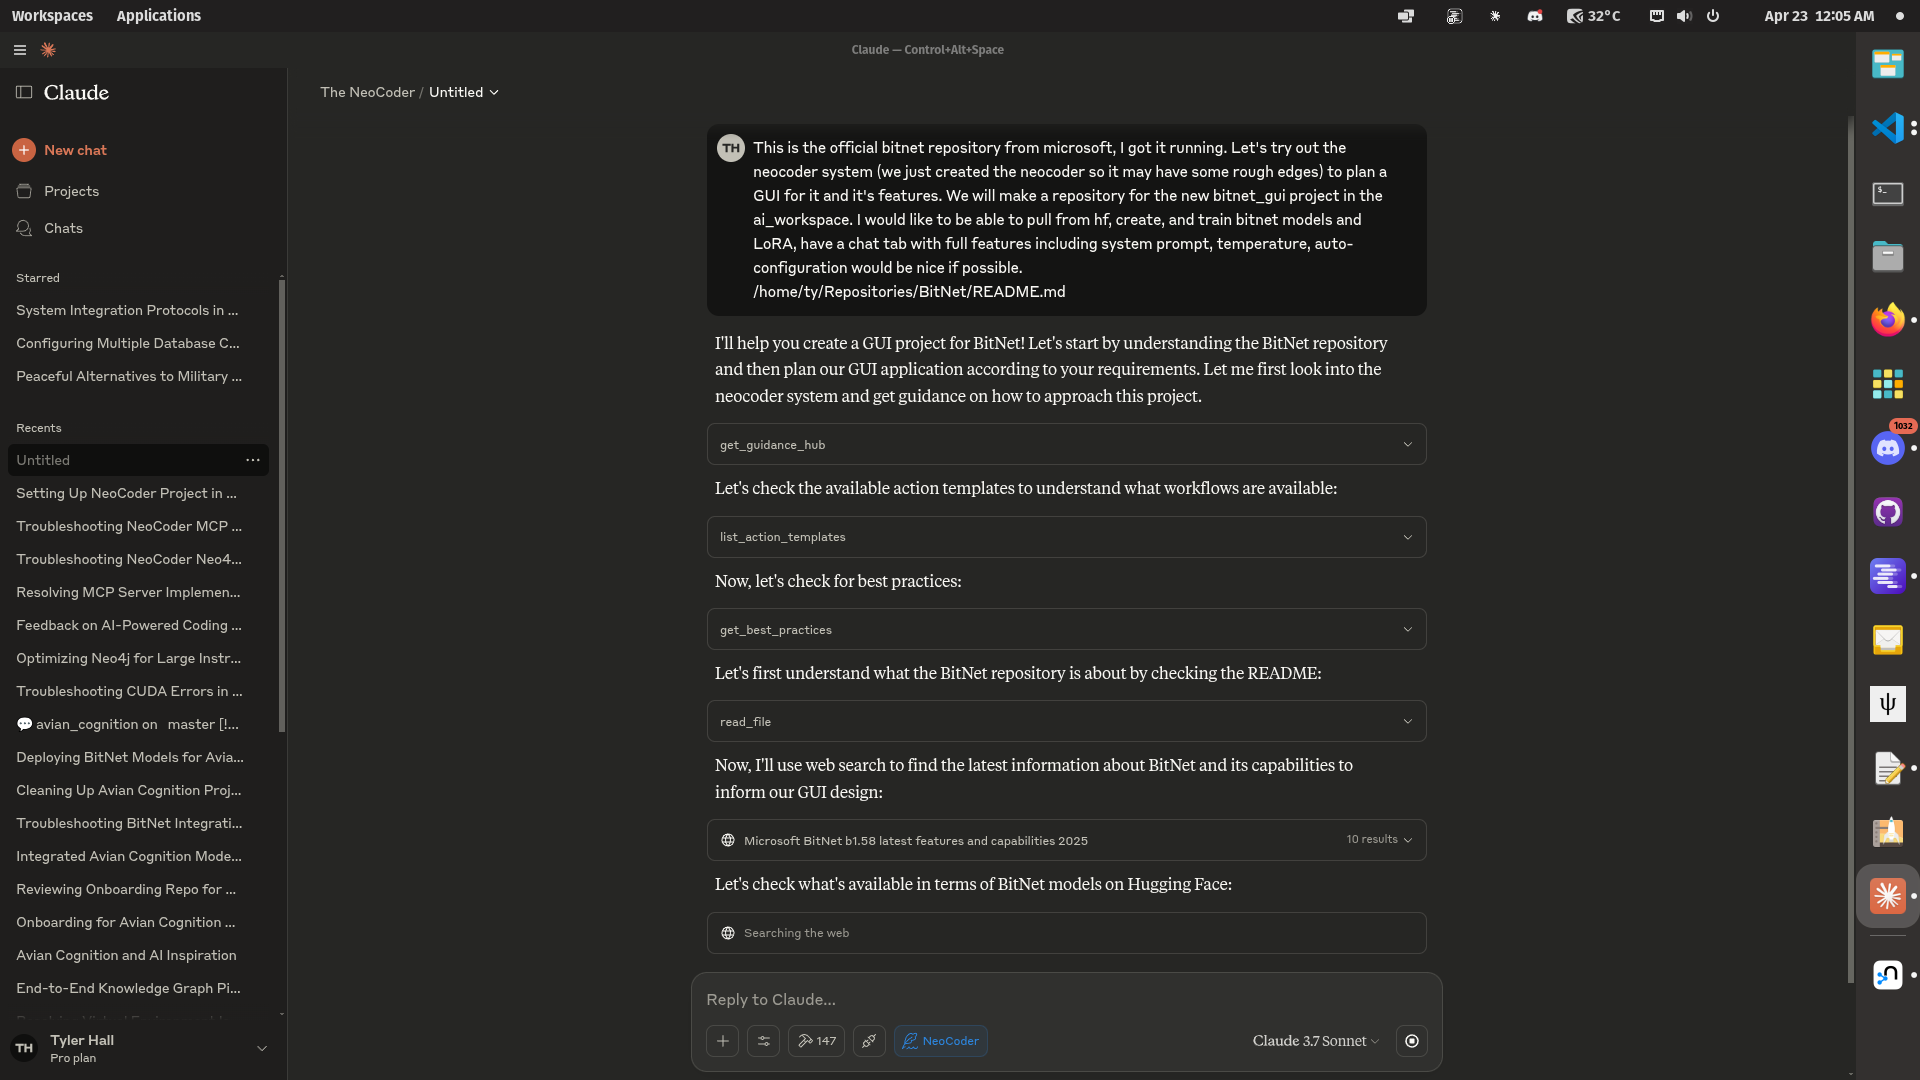 Workspaces Applications 32°C Apr 23 12:05 AM
Claude — Control+Alt+Space
Claude
New chat
Projects
Chats
Starred
System Integration Protocols in ...
Configuring Multiple Database C...
Peaceful Alternatives to Military ...
Recents
Untitled
Setting Up NeoCoder Project in ...
Troubleshooting NeoCoder MCP ...
Troubleshooting NeoCoder Neo4...
Resolving MCP Server Implemen...
Feedback on AI-Powered Coding ...
Optimizing Neo4j for Large Instr...
Troubleshooting CUDA Errors in ...
💬 avian_cognition on master [!...
Deploying BitNet Models for Avia...
Cleaning Up Avian Cognition Proj...
Troubleshooting BitNet Integrati...
Integrated Avian Cognition Mode...
Reviewing Onboarding Repo for ...
Onboarding for Avian Cognition ...
Avian Cognition and AI Inspiration
End-to-End Knowledge Graph Pi...
TH
Tyler Hall
Pro plan
The NeoCoder / Untitled
TH
This is the official bitnet repository from microsoft, I got it running. Let's try out the
neocoder system (we just created the neocoder so it may have some rough edges) to plan a
GUI for it and it's features. We will make a repository for the new bitnet_gui project in the
ai_workspace. I would like to be able to pull from hf, create, and train bitnet models and
LoRA, have a chat tab with full features including system prompt, temperature, auto-
configuration would be nice if possible.
/home/ty/Repositories/BitNet/README.md
I'll help you create a GUI project for BitNet! Let's start by understanding the BitNet repository
and then plan our GUI application according to your requirements. Let me first look into the
neocoder system and get guidance on how to approach this project.
get_guidance_hub
Let's check the available action templates to understand what workflows are available:
list_action_templates
Now, let's check for best practices:
get_best_practices
Let's first understand what the BitNet repository is about by checking the README:
read_file
Now, I'll use web search to find the latest information about BitNet and its capabilities to
inform our GUI design:
Microsoft BitNet b1.58 latest features and capabilities 2025 10 results
Let's check what's available in terms of BitNet models on Hugging Face:
Searching the web
Reply to Claude...
147 NeoCoder Claude 3.7 Sonnet
1032